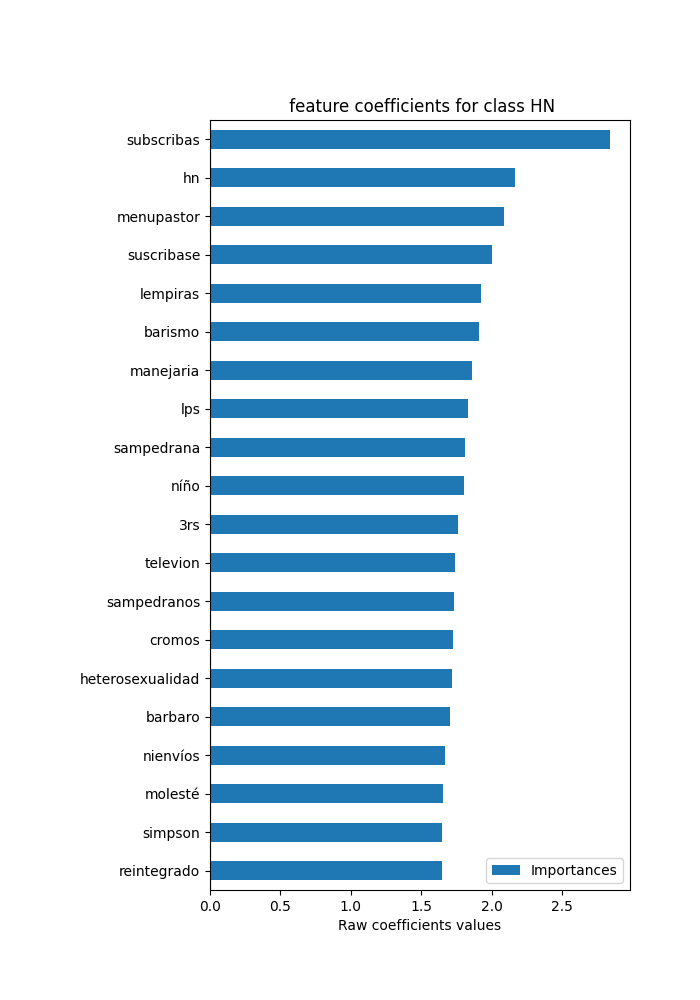 feature coefficients for class HN
subscribas
hn
menupastor
suscribase
lempiras
barismo
manejaria
lps
sampedrana
níño
3rs
televion
sampedranos
cromos
heterosexualidad
barbaro
nienvíos
molesté
simpson
reintegrado
Importances
0.0 0.5 1.0 1.5 2.0 2.5
Raw coefficients values